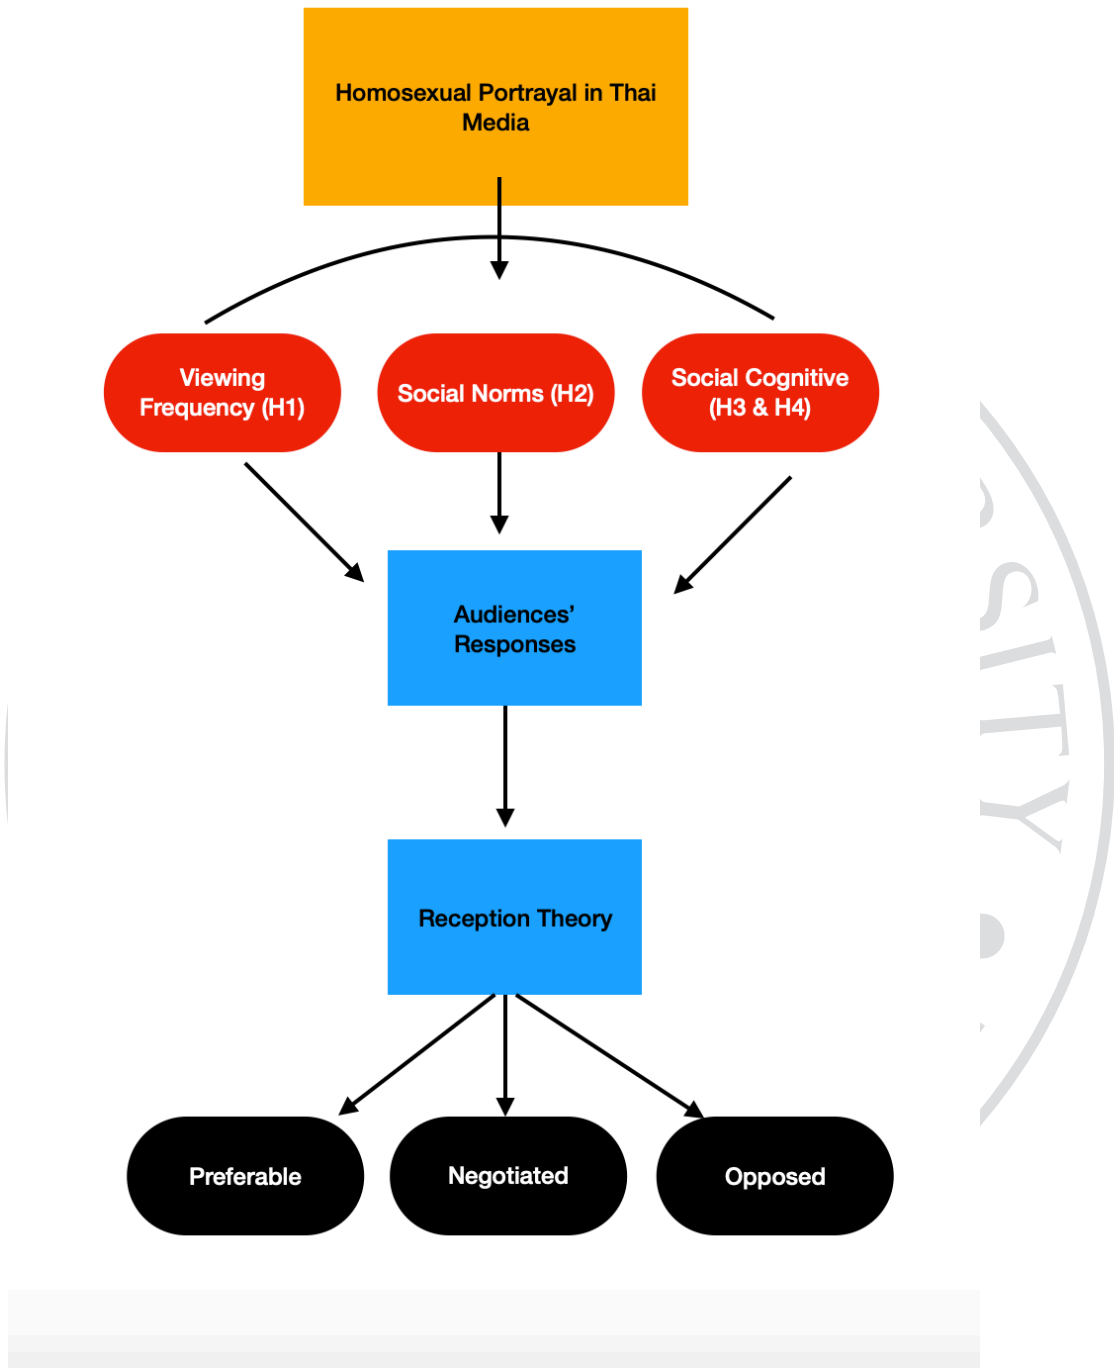 Homosexual Portrayal in Thai
Media
Viewing
Frequency (H1)
Social Norms (H2)
Social Cognitive
(H3 & H4)
Audiences’
Responses
Reception Theory
Preferable
Negotiated
Opposed
SITY